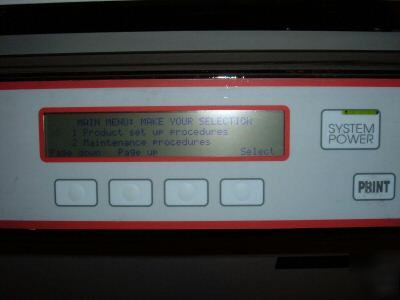 MAIN MENU: MAKE YOUR SELECTION
1 Product set up procedures
2 Maintenance procedures
Page down Page up Select
SYSTEM
POWER
PRINT